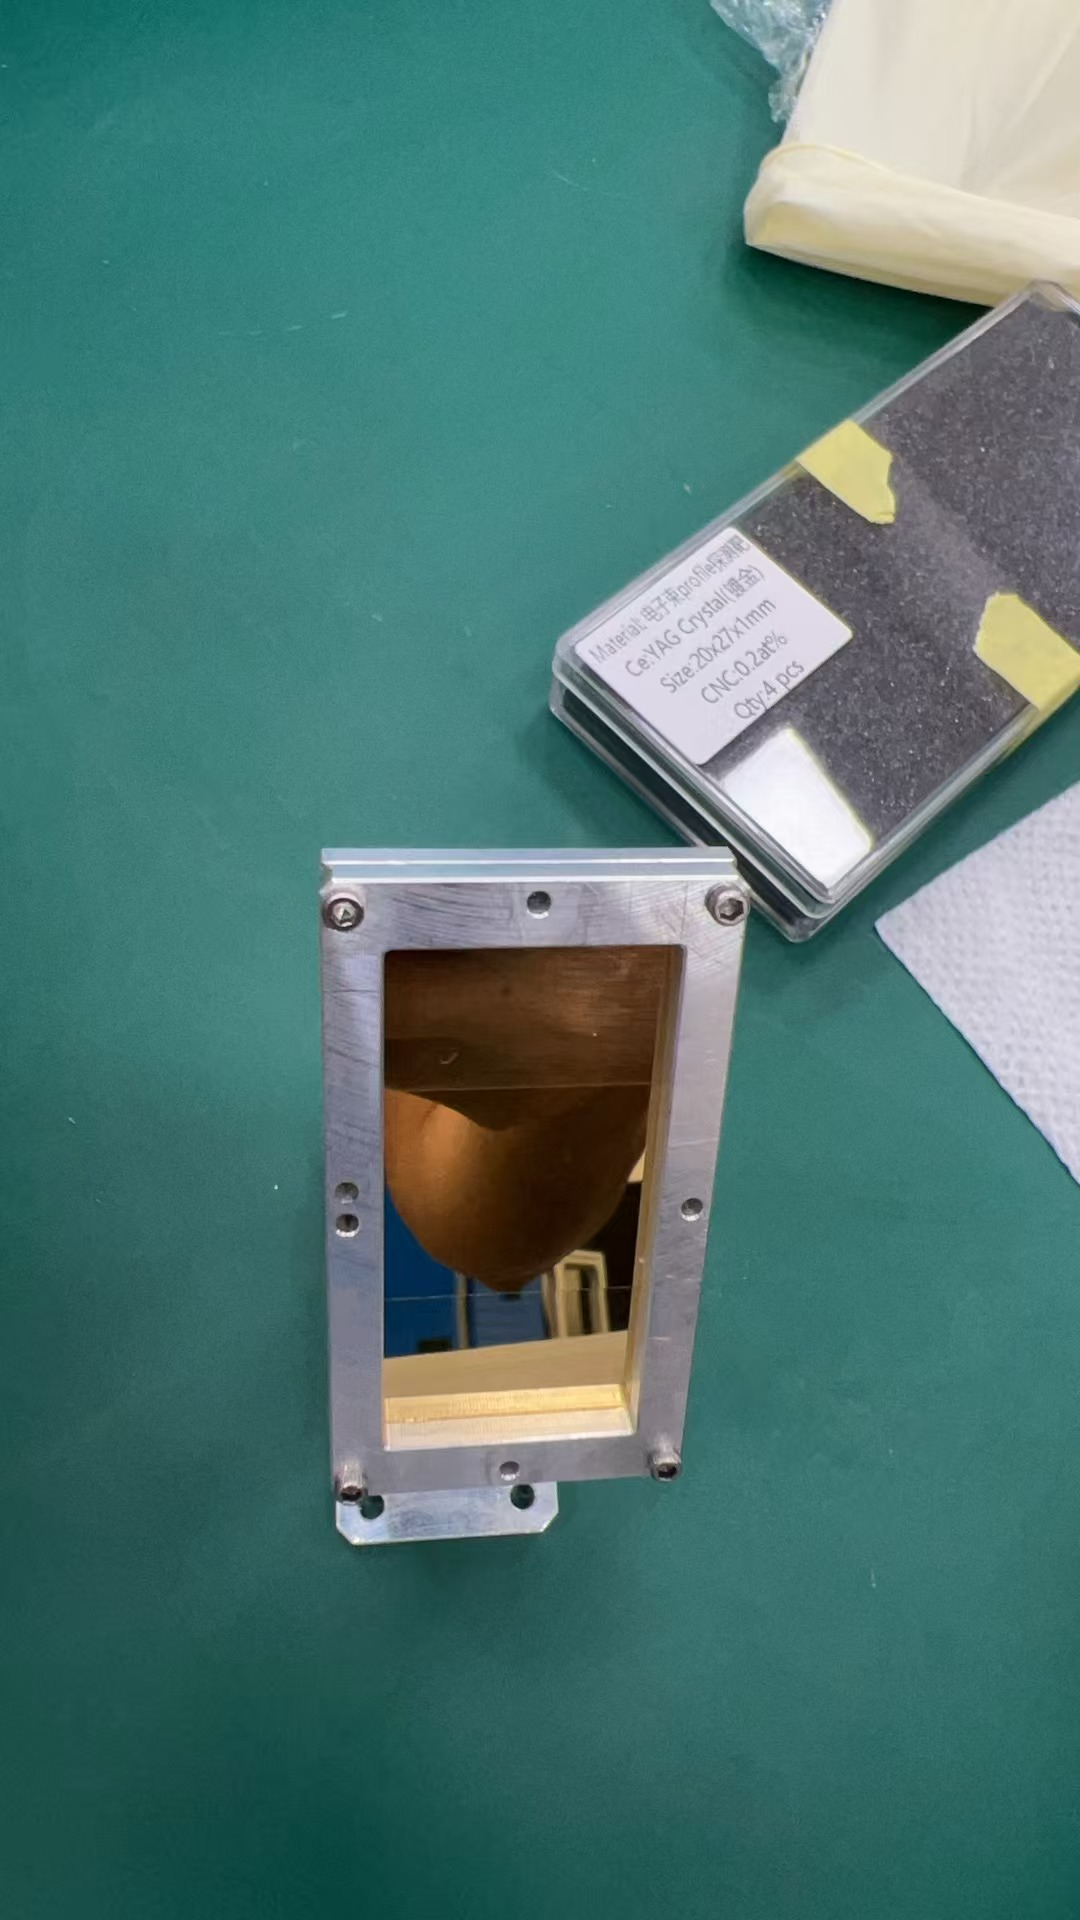 Material: 电子束profile探测靶
Ce:YAG Crystal(镀金)
Size:20x27x1mm
CNC:0.2at%
Qty:4 pcs